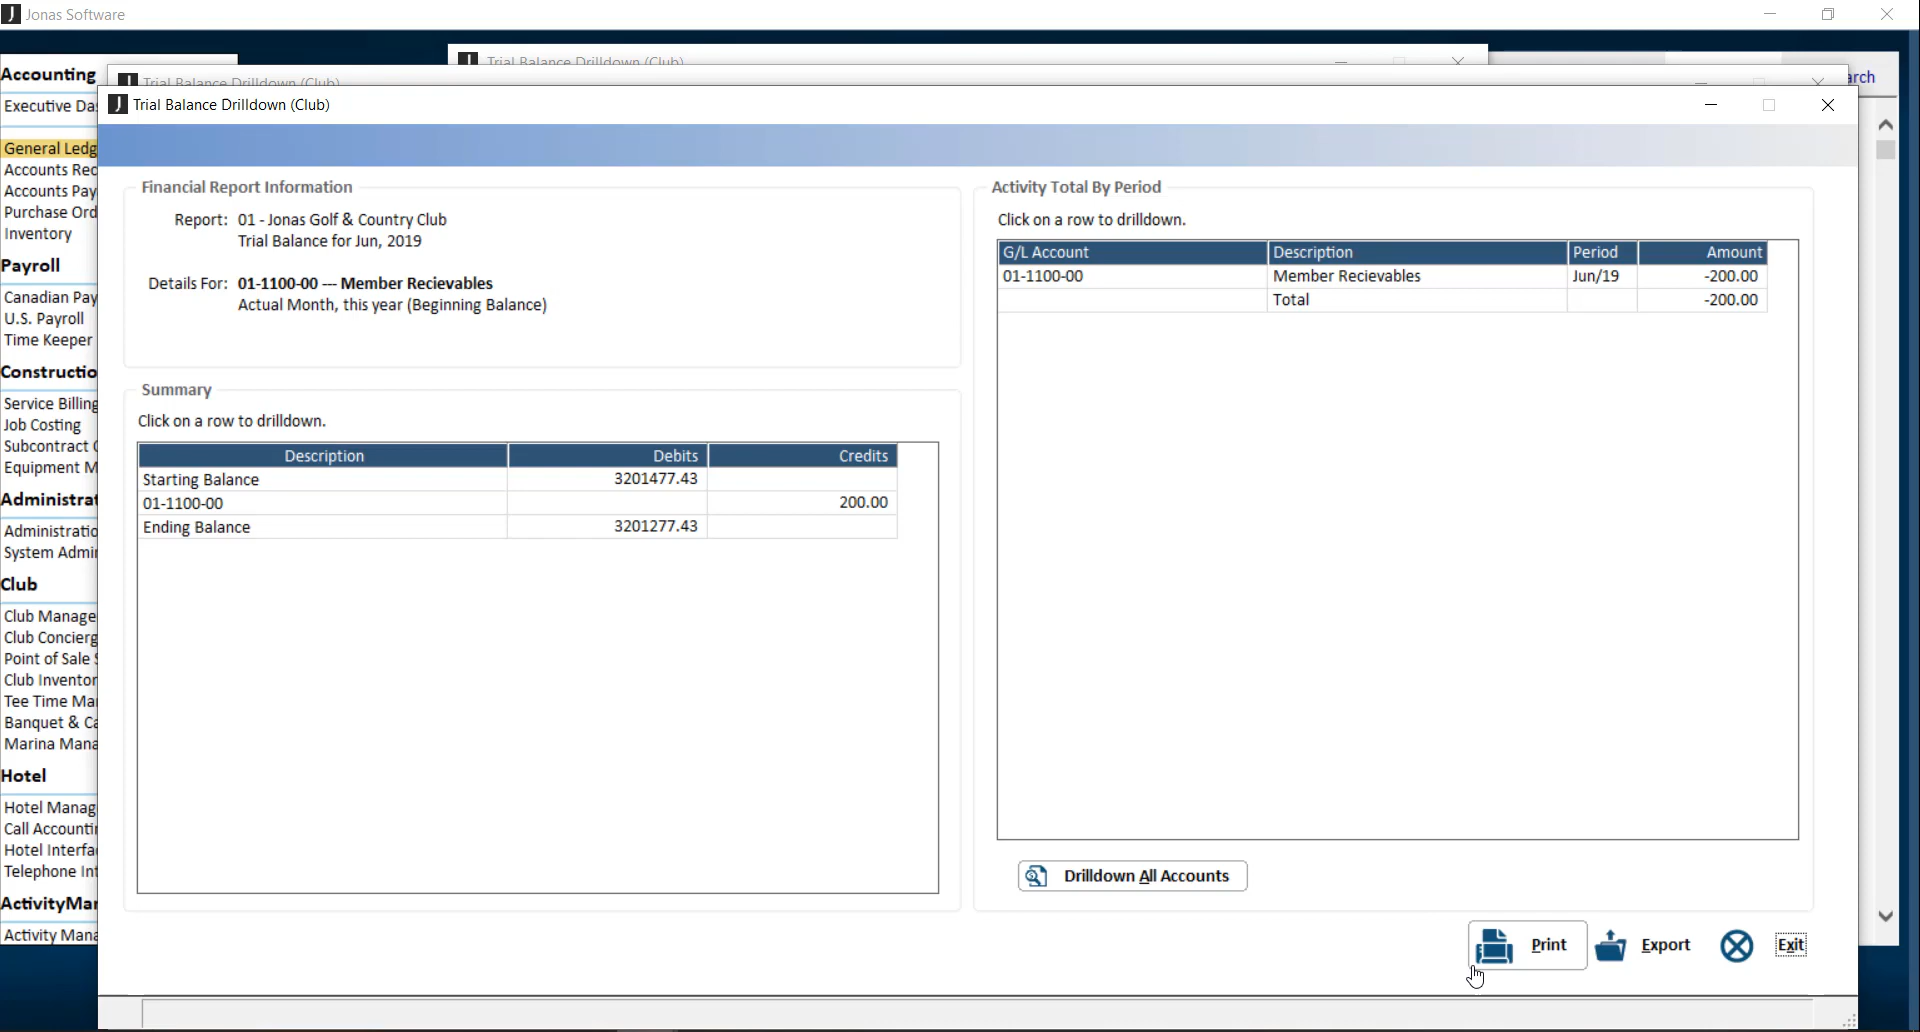 Jonas Software
Trial Balance Drilldown (Club)
Trial Balance Drilldown (Club)
Trial Balance Drilldown (Club)
arch
Accounting
Executive Da
General Ledg
Accounts Rec
Accounts Pay
Purchase Ord
Inventory
Payroll
Canadian Pay
U.S. Payroll
Time Keeper
Constructio
Service Billing
Job Costing
Subcontract
Equipment M
Administrat
Administratio
System Admi
Club
Club Manage
Club Concierg
Point of Sale
Club Inventor
Tee Time Ma
Banquet & Ca
Marina Mana
Hotel
Hotel Manag
Call Accounti
Hotel Interfa
Telephone Int
ActivityMan
Activity Mana
Financial Report Information
Report: 01 - Jonas Golf & Country Club
Trial Balance for Jun, 2019
Details For: 01-1100-00 --- Member Recievables
Actual Month, this year (Beginning Balance)
Summary
Click on a row to drilldown.
Description Debits Credits
Starting Balance 3201477.43
01-1100-00 200.00
Ending Balance 3201277.43
Activity Total By Period
Click on a row to drilldown.
G/L Account Description Period Amount
01-1100-00 Member Recievables Jun/19 -200.00
Total -200.00
Drilldown All Accounts
Print Export Exit